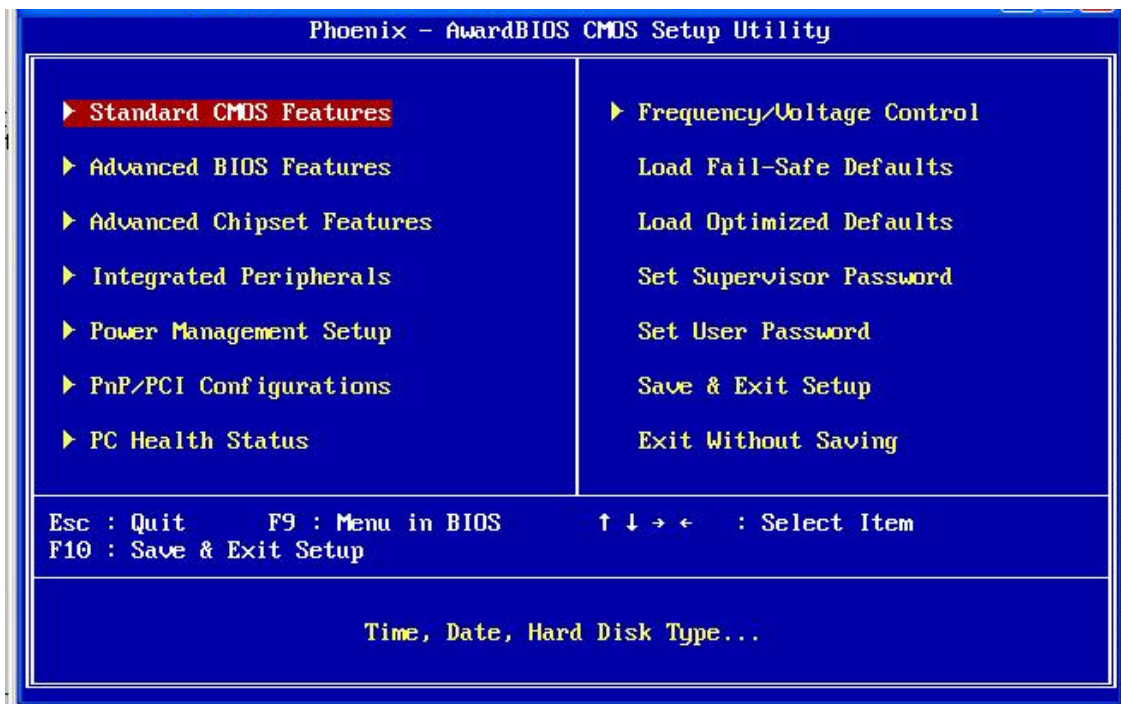 Phoenix - AwardBIOS CMOS Setup Utility
▶ Standard CMOS Features
▶ Advanced BIOS Features
▶ Advanced Chipset Features
▶ Integrated Peripherals
▶ Power Management Setup
▶ PnP/PCI Configurations
▶ PC Health Status
▶ Frequency/Voltage Control
Load Fail-Safe Defaults
Load Optimized Defaults
Set Supervisor Password
Set User Password
Save & Exit Setup
Exit Without Saving
Esc : Quit F9 : Menu in BIOS ↑ ↓ → ← : Select Item
F10 : Save & Exit Setup
Time, Date, Hard Disk Type...